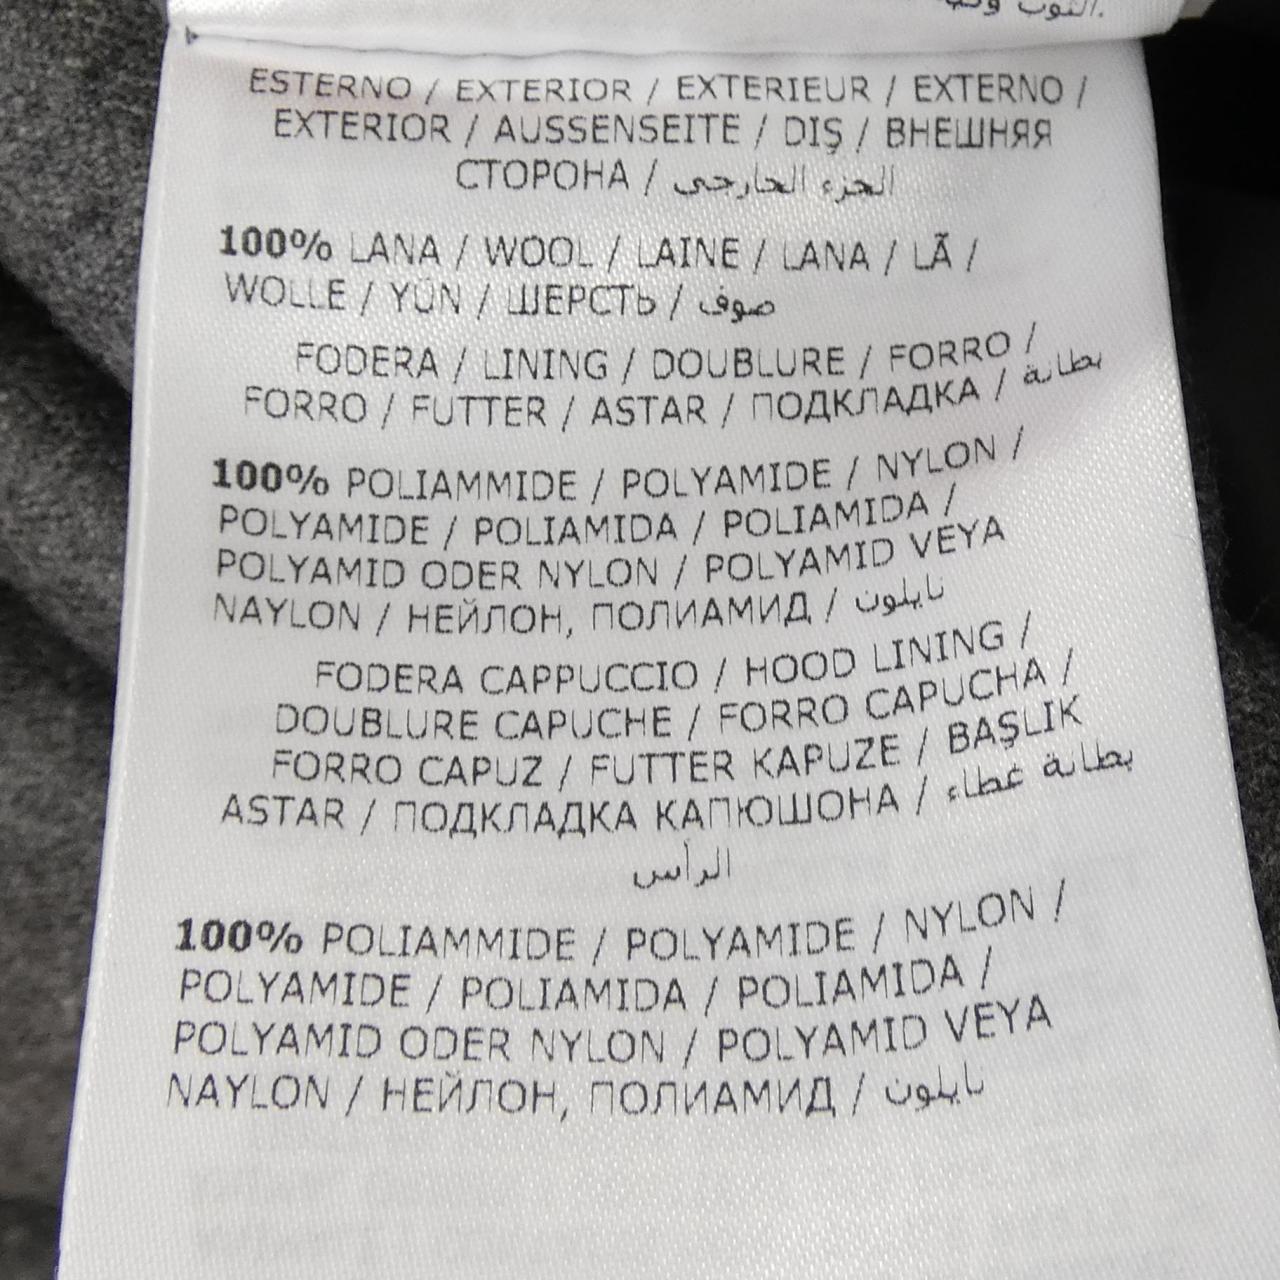 الثوب
ESTERNO / EXTERIOR / EXTERIEUR / EXTERNO /
EXTERIOR / AUSSENSEITE / DIŞ / ВНЕШНЯЯ
СТОРОНА / الجزء الخارجى
100% LANA / WOOL / LAINE / LANA / LÃ /
WOLLE / YÜN / ШЕРСТЬ / صوف
FODERA / LINING / DOUBLURE / FORRO /
FORRO / FUTTER / ASTAR / ПОДКЛАДКА / بطانة
100% POLIAMMIDE / POLYAMIDE / NYLON /
POLYAMIDE / POLIAMIDA / POLIAMIDA /
POLYAMID ODER NYLON / POLYAMID VEYA
NAYLON / НЕЙЛОН, ПОЛИАМИД / نايلون
FODERA CAPPUCCIO / HOOD LINING /
DOUBLURE CAPUCHE / FORRO CAPUCHA /
FORRO CAPUZ / FUTTER KAPUZE / BAŞLIK
ASTAR / ПОДКЛАДКА КАПЮШОНА / بطانة غطاء
الرأس
100% POLIAMMIDE / POLYAMIDE / NYLON /
POLYAMIDE / POLIAMIDA / POLIAMIDA /
POLYAMID ODER NYLON / POLYAMID VEYA
NAYLON / НЕЙЛОН, ПОЛИАМИД / نايلون